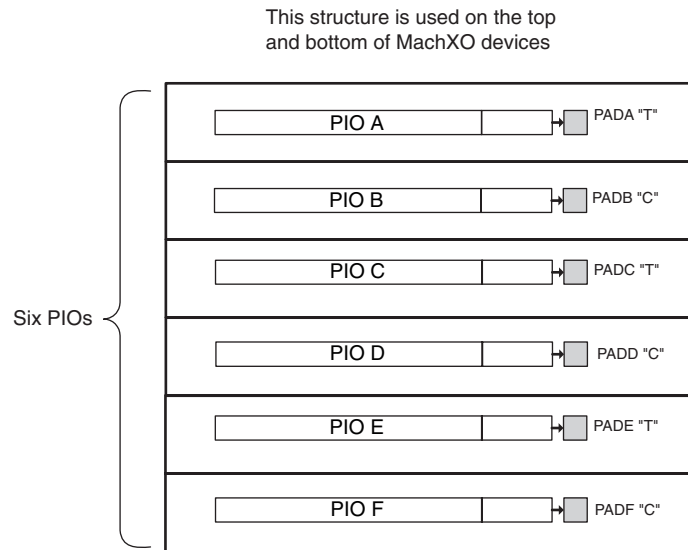 This structure is used on the top
and bottom of MachXO devices
PIO A
PADA "T"
PIO B
PADB "C"
PIO C
PADC "T"
Six PIOs
PIO D
PADD "C"
PIO E
PADE "T"
PIO F
PADF "C"